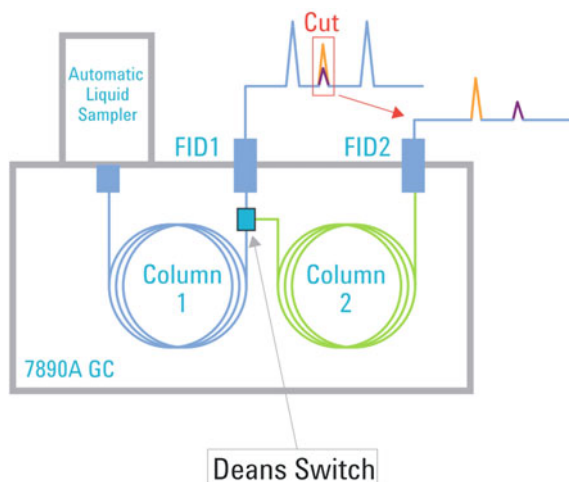 Cut
Automatic
Liquid
Sampler
FID1
FID2
Column
1
Column
2
7890A GC
Deans Switch